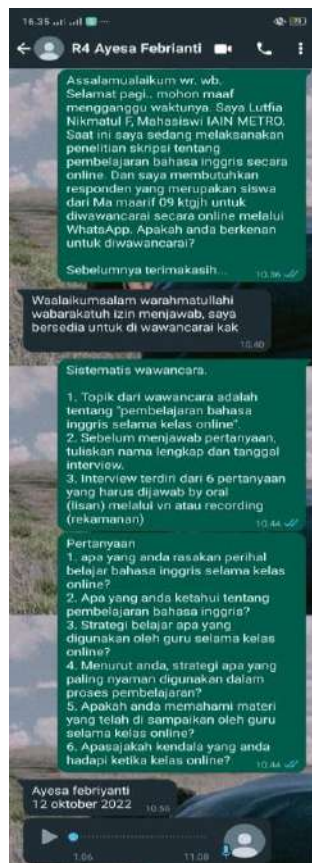 16.35
R4 Ayesa Febrianti
Assalamualaikum wr. wb.
Selamat pagi.. mohon maaf
mengganggu waktunya. Saya Lutfia
Nikmatul F, Mahasiswi IAIN METRO.
Saat ini saya sedang melaksanakan
penelitian skripsi tentang
pembelajaran bahasa inggris secara
online. Dan saya membutuhkan
responden yang merupakan siswa
dari Ma maarif 09 ktgjh untuk
diwawancarai secara online melalui
WhatsApp. Apakah anda berkenan
untuk diwawancarai?
Sebelumnya terimakasih...
10.36
Waalaikumsalam warahmatullahi
wabarakatuh izin menjawab, saya
bersedia untuk di wawancarai kak
10.40
Sistematis wawancara.
1. Topik dari wawancara adalah
tentang "pembelajaran bahasa
inggris selama kelas online".
2. Sebelum menjawab pertanyaan,
tuliskan nama lengkap dan tanggal
interview.
3. Interview terdiri dari 6 pertanyaan
yang harus dijawab by oral
(lisan) melalui vn atau recording
(rekamanan)
10.44
Pertanyaan
1. apa yang anda rasakan perihal
belajar bahasa inggris selama kelas
online?
2. Apa yang anda ketahui tentang
pembelajaran bahasa inggris?
3. Strategi belajar apa yang
digunakan oleh guru selama kelas
online?
4. Menurut anda, strategi apa yang
paling nyaman digunakan dalam
proses pembelajaran?
5. Apakah anda memahami materi
yang telah di sampaikan oleh guru
selama kelas online?
6. Apasajakah kendala yang anda
hadapi ketika kelas online?
10.44
Ayesa febriyanti
12 oktober 2022
10.56
1.06
11.08